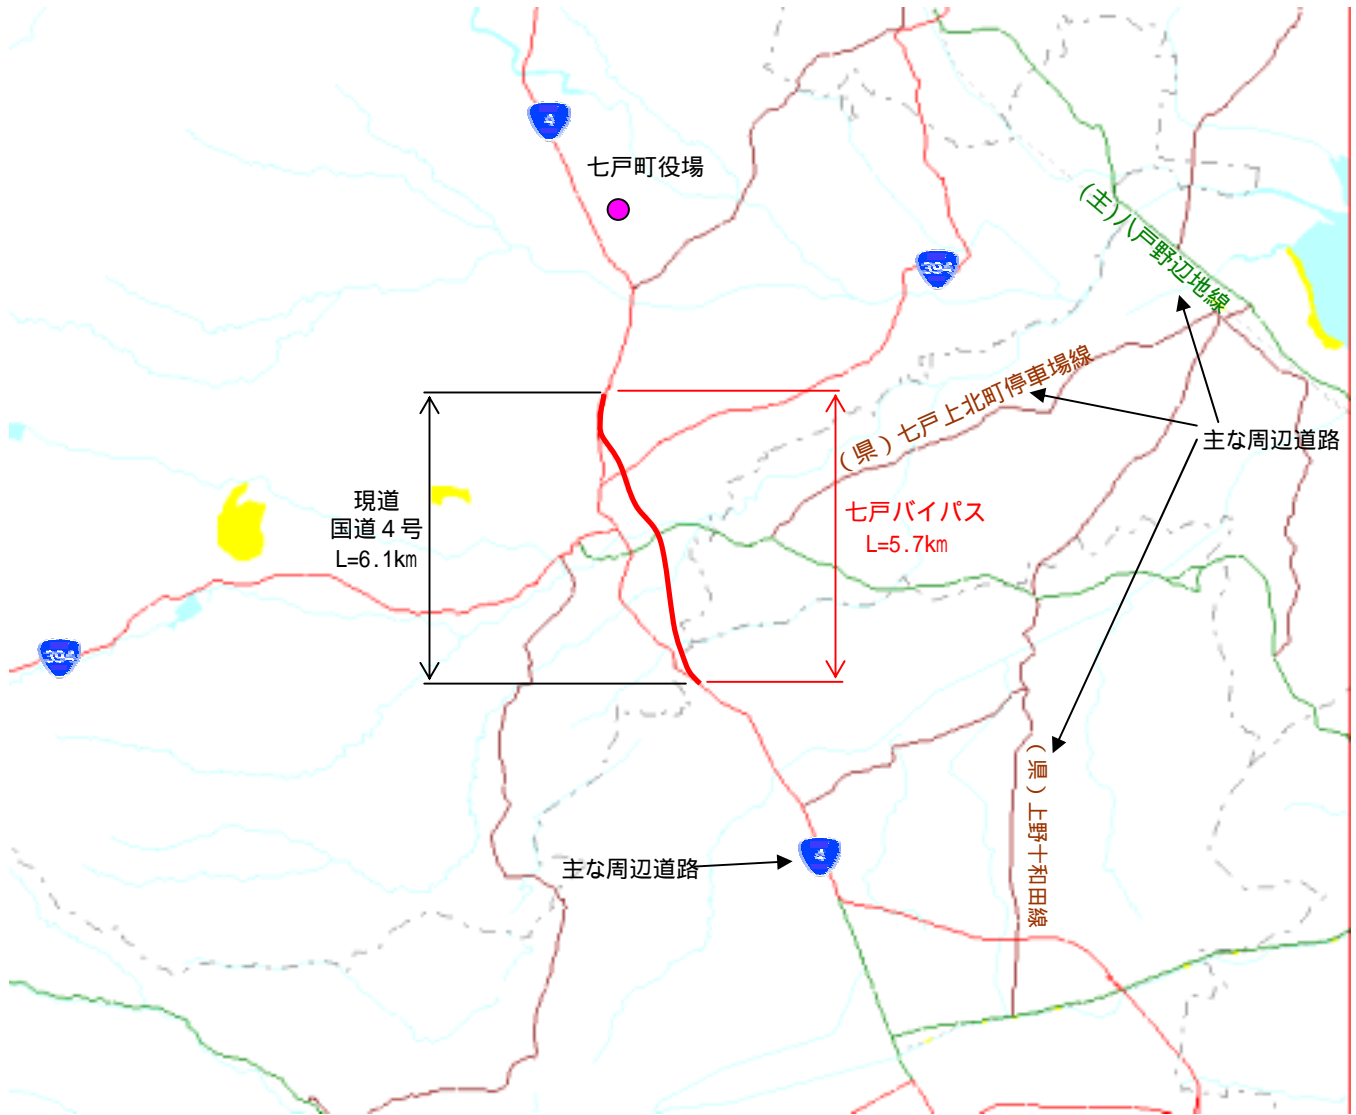 4
七戸町役場
(主)八戸野辺地線
394
(県)七戸上北町停車場線
主な周辺道路
現道
国道4号
L=6.1km
七戸バイパス
L=5.7km
394
(県)上野十和田線
主な周辺道路
4